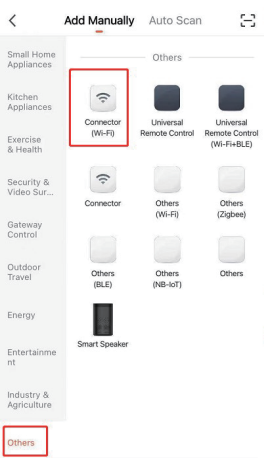 Add Manually Auto Scan
Small Home
Appliances
Kitchen
Appliances
Exercise
& Health
Security &
Video Sur...
Gateway
Control
Outdoor
Travel
Energy
Entertainme
nt
Industry &
Agriculture
Others
Others
Connector
(Wi-Fi)
Universal
Remote Control
Universal
Remote Control
(Wi-Fi+BLE)
Connector
Others
(Wi-Fi)
Others
(Zigbee)
Others
(BLE)
Others
(NB-IoT)
Others
Smart Speaker